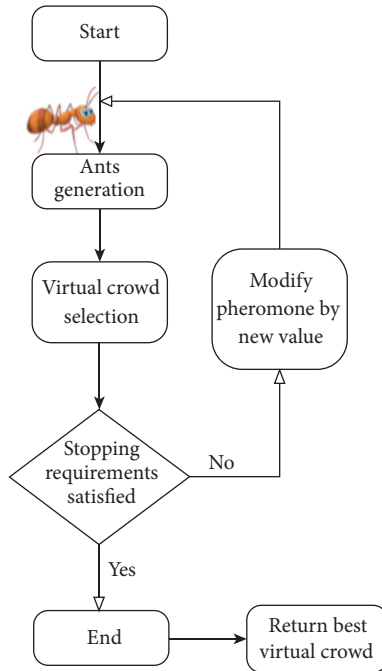 Start
Ants
generation
Virtual crowd
selection
Modify
pheromone by
new value
Stopping
requirements
satisfied
No
Yes
End
Return best
virtual crowd